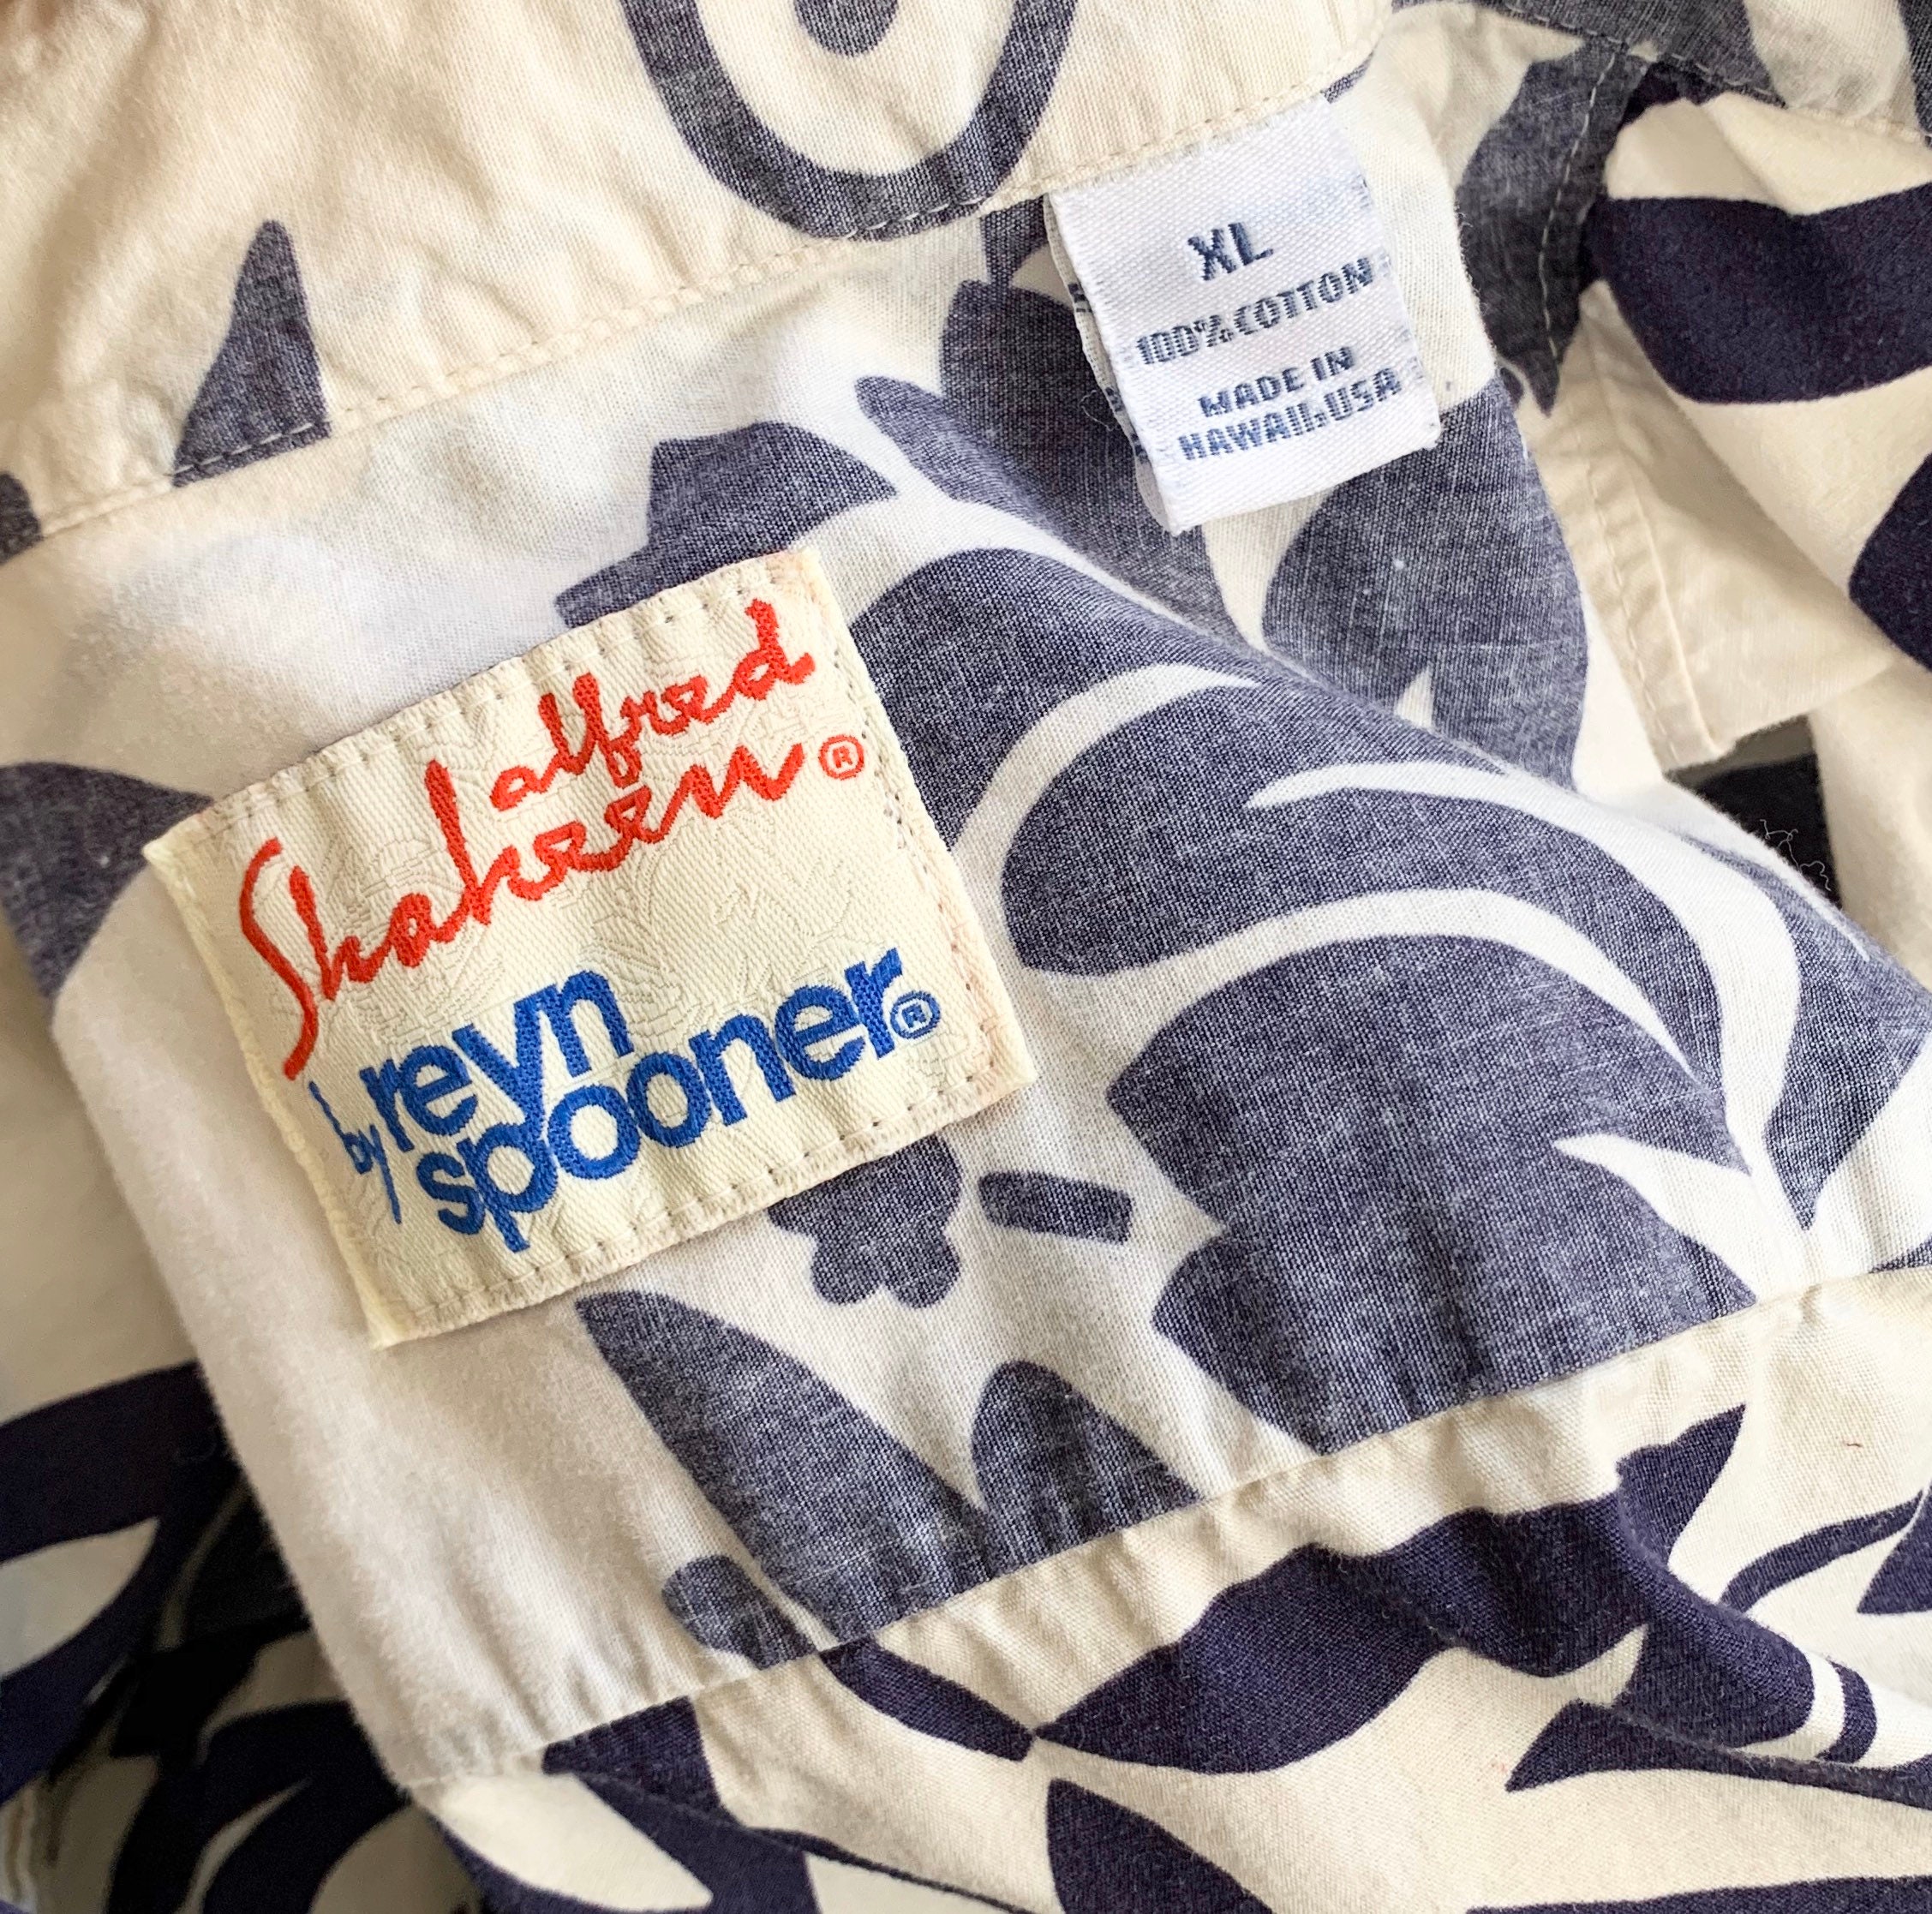 XL
100% COTTON
MADE IN
HAWAII, USA
alfred
Shaheen®
by reyn
spooner®